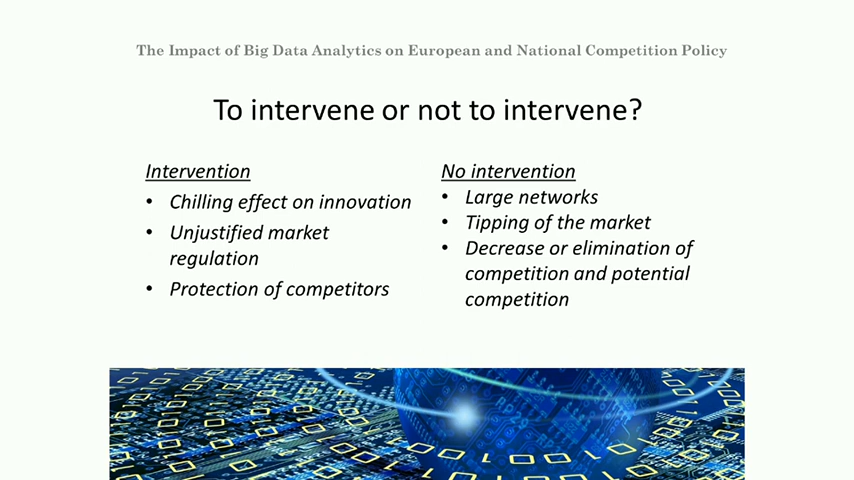 The Impact of Big Data Analytics on European and National Competition Policy
To intervene or not to intervene?
Intervention
• Chilling effect on innovation
• Unjustified market
regulation
• Protection of competitors
No intervention
• Large networks
• Tipping of the market
• Decrease or elimination of
competition and potential
competition